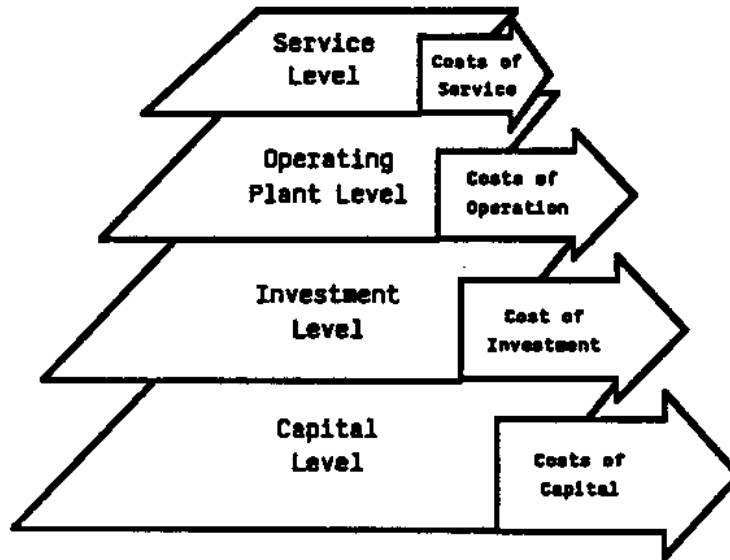 Service
Level
Costs of
Service
Operating
Plant Level
Costs of
Operation
Investment
Level
Cost of
Investment
Capital
Level
Costs of
Capital